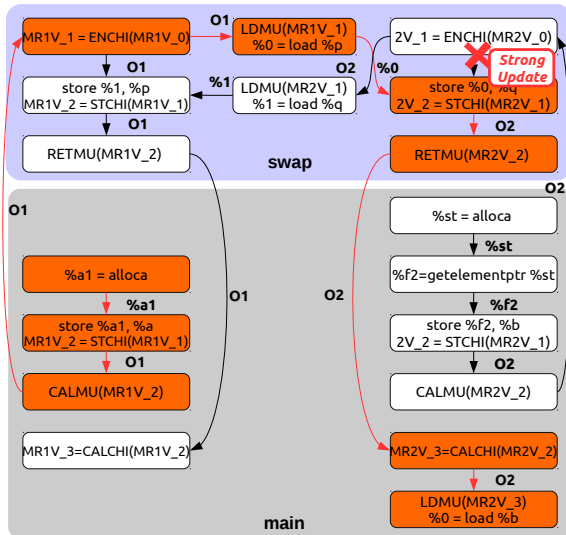 O1
MR1V_1 = ENCHI(MR1V_0)
LDMU(MR1V_1)
%0 = load %p
2V_1 = ENCHI(MR2V_0)
Strong
Update
O1
O2
%0
%1
store %1, %p
MR1V_2 = STCHI(MR1V_1)
LDMU(MR2V_1)
%1 = load %q
store %0, %q
2V_2 = STCHI(MR2V_1)
O1
O2
RETMU(MR1V_2)
RETMU(MR2V_2)
swap
O2
O1
%st = alloca
%st
%a1 = alloca
%f2=getelementptr %st
O1
O2
%a1
%f2
store %a1, %a
MR1V_2 = STCHI(MR1V_1)
store %f2, %b
2V_2 = STCHI(MR2V_1)
O1
O2
CALMU(MR1V_2)
CALMU(MR2V_2)
MR1V_3=CALCHI(MR1V_2)
MR2V_3=CALCHI(MR2V_2)
O2
LDMU(MR2V_3)
%0 = load %b
main